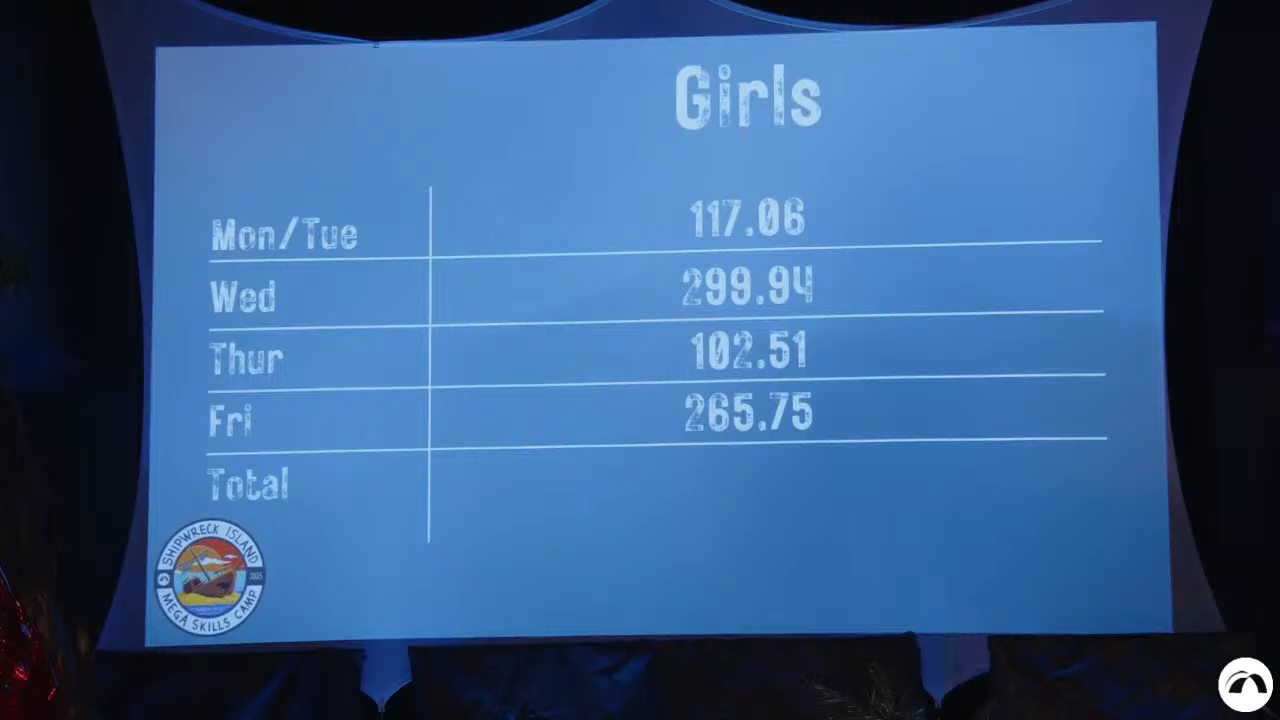 Girls
Mon/Tue 117.06
Wed 299.94
Thur 102.51
Fri 265.75
Total
SHIPWRECK ISLAND
MEGA SKILLS CAMP